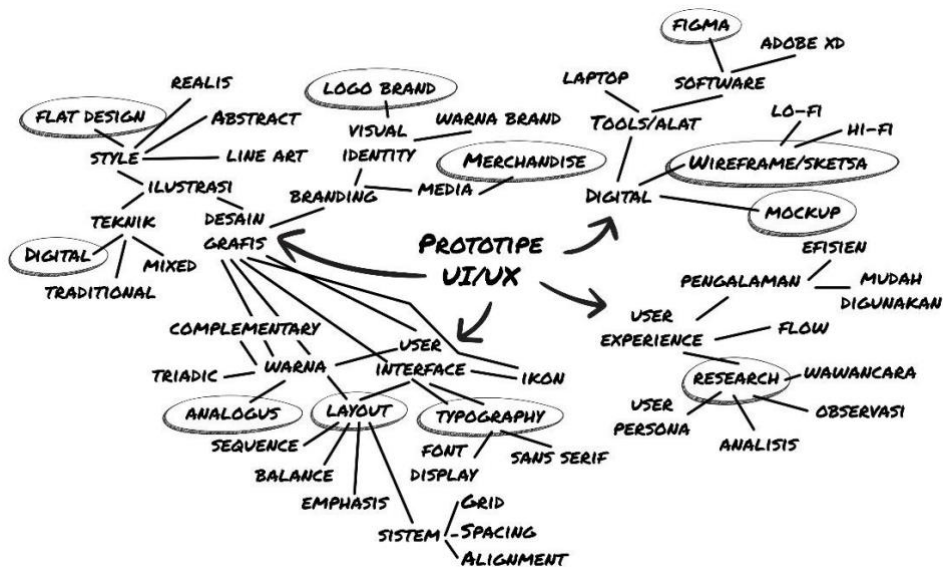 FIGMA
ADOBE XD
LAPTOP
SOFTWARE
REALIS
LOGO BRAND
FLAT DESIGN
ABSTRACT
VISUAL
IDENTITY
WARNA BRAND
TOOLS/ALAT
LO-FI
HI-FI
STYLE
LINE ART
MERCHANDISE
WIREFRAME/SKETSA
ILUSTRASI
BRANDING
MEDIA
DIGITAL
MOCKUP
TEKNIK
DESAIN
GRAFIS
PROTOTIPE
UI/UX
EFISIEN
DIGITAL
MIXED
TRADITIONAL
PENGALAMAN
MUDAH
DIGUNAKAN
USER
EXPERIENCE
FLOW
COMPLEMENTARY
USER
INTERFACE
TRIADIC
WARNA
IKON
RESEARCH
WAWANCARA
ANALOGUS
LAYOUT
TYPOGRAPHY
USER
PERSONA
OBSERVASI
ANALISIS
SEQUENCE
BALANCE
EMPHASIS
FONT
DISPLAY
SANS SERIF
SISTEM
GRID
SPACING
ALIGNMENT